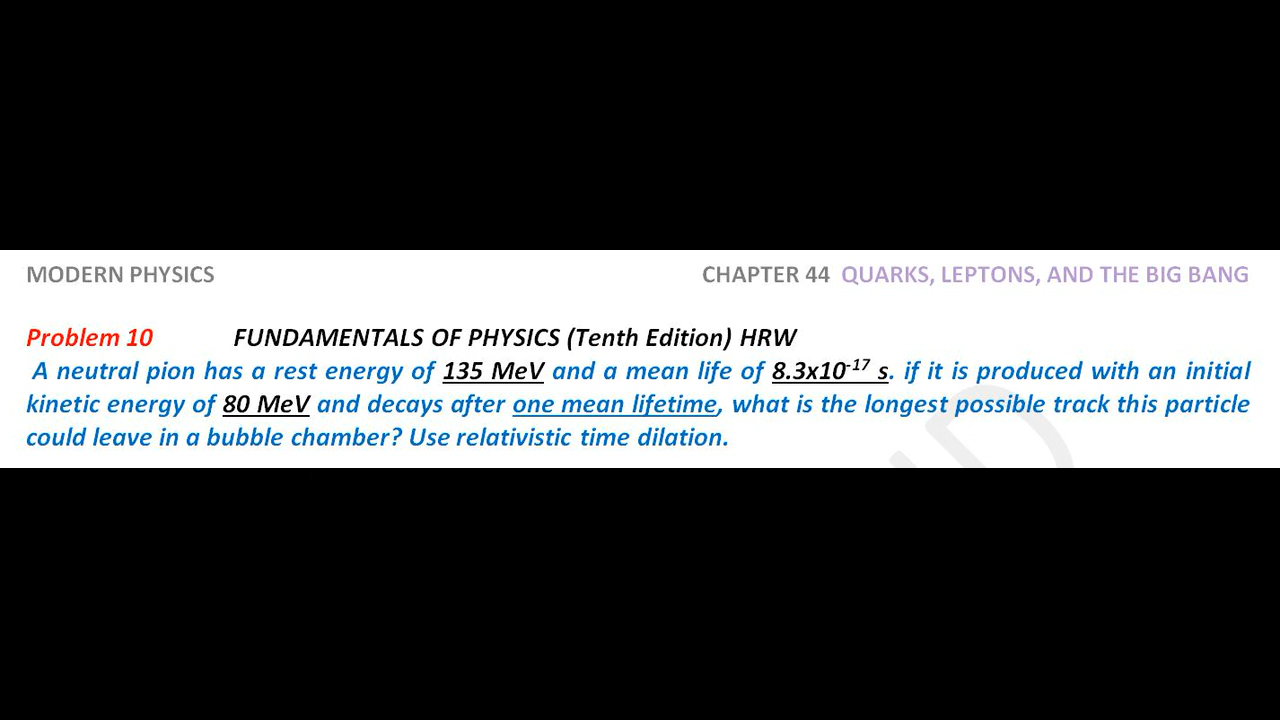 MODERN PHYSICS CHAPTER 44 QUARKS, LEPTONS, AND THE BIG BANG
Problem 10 FUNDAMENTALS OF PHYSICS (Tenth Edition) HRW
A neutral pion has a rest energy of 135 MeV and a mean life of 8.3x10⁻¹⁷ s. if it is produced with an initial
kinetic energy of 80 MeV and decays after one mean lifetime, what is the longest possible track this particle
could leave in a bubble chamber? Use relativistic time dilation.